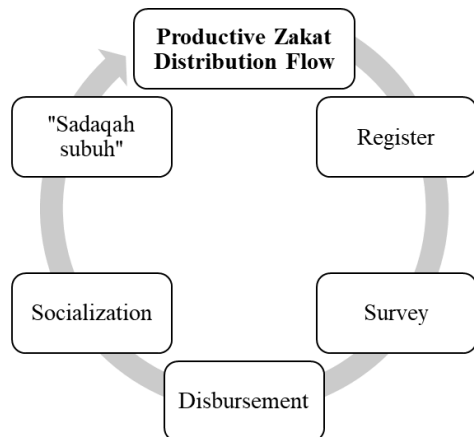 Productive Zakat
Distribution Flow
Register
Survey
Disbursement
Socialization
"Sadaqah
subuh"